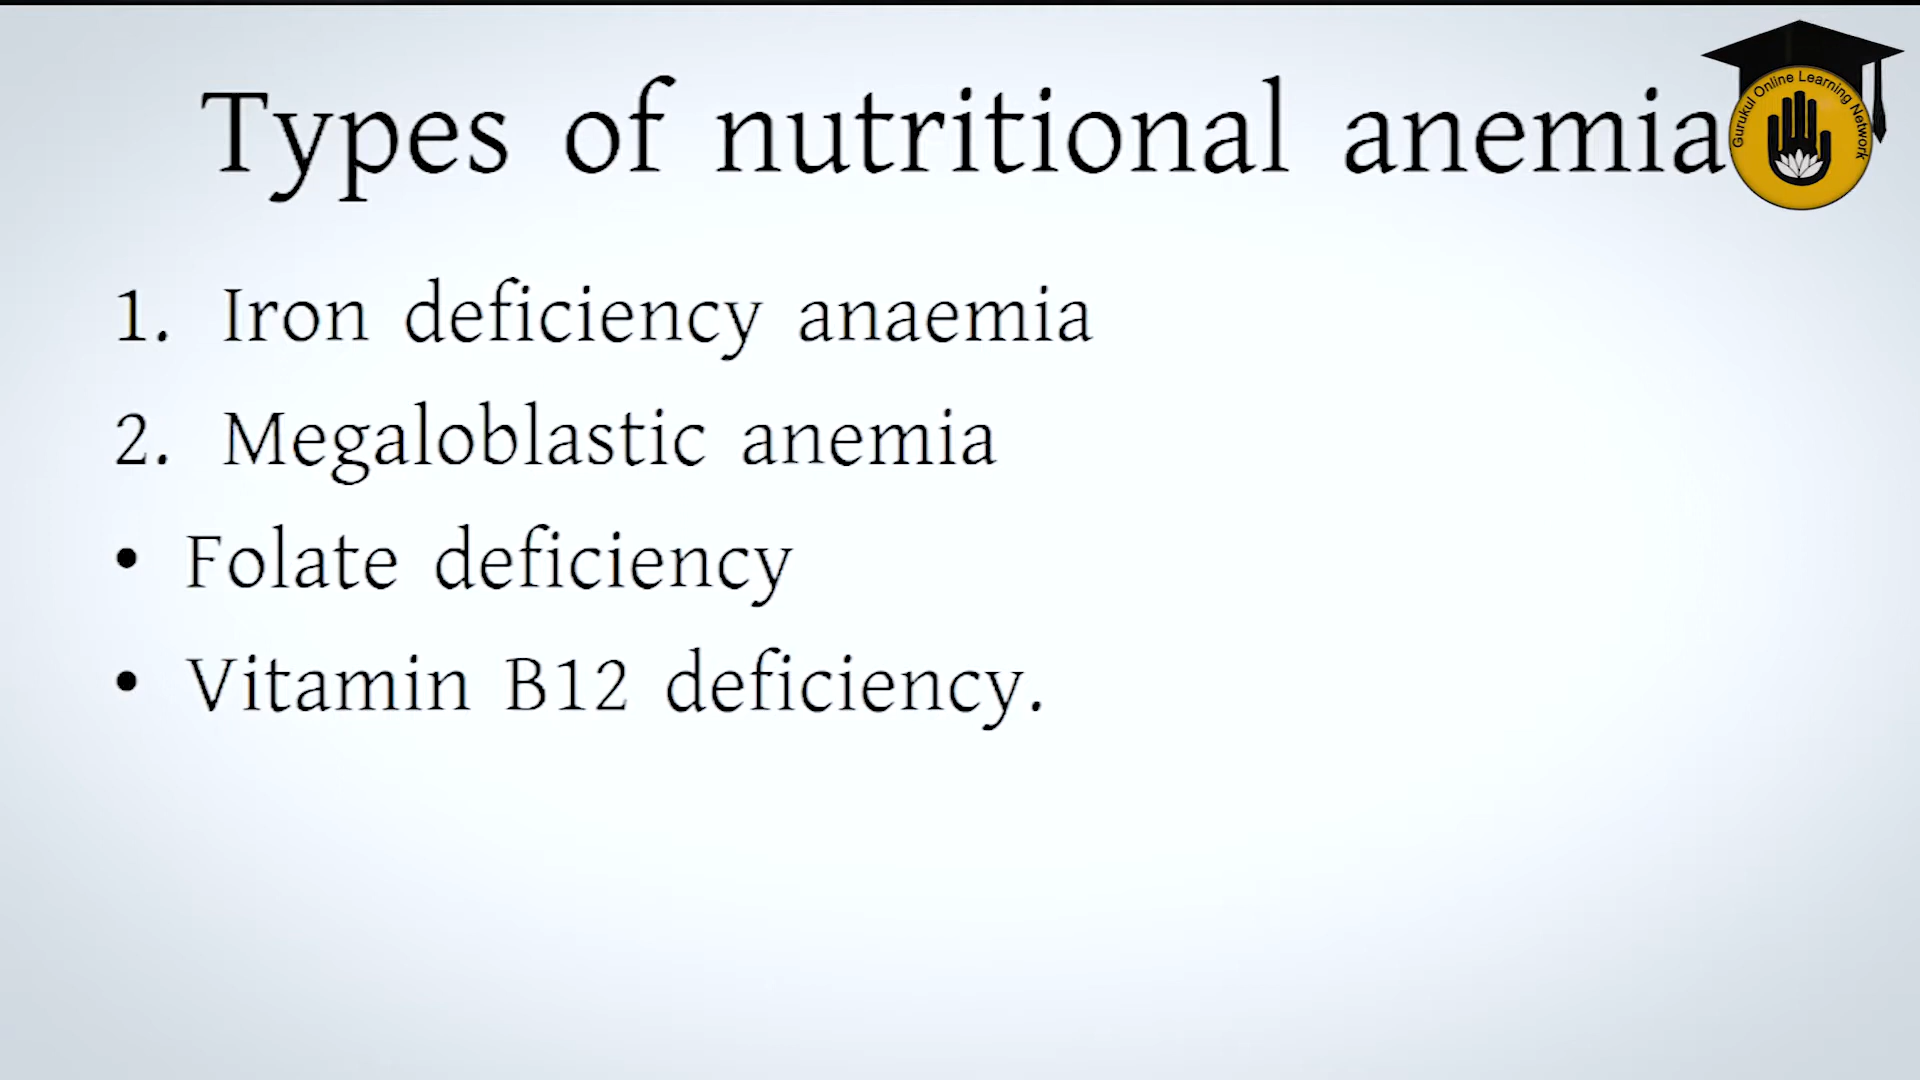 Types of nutritional anemia
Gurukul Online Learning Network
1. Iron deficiency anaemia
2. Megaloblastic anemia
• Folate deficiency
• Vitamin B12 deficiency.